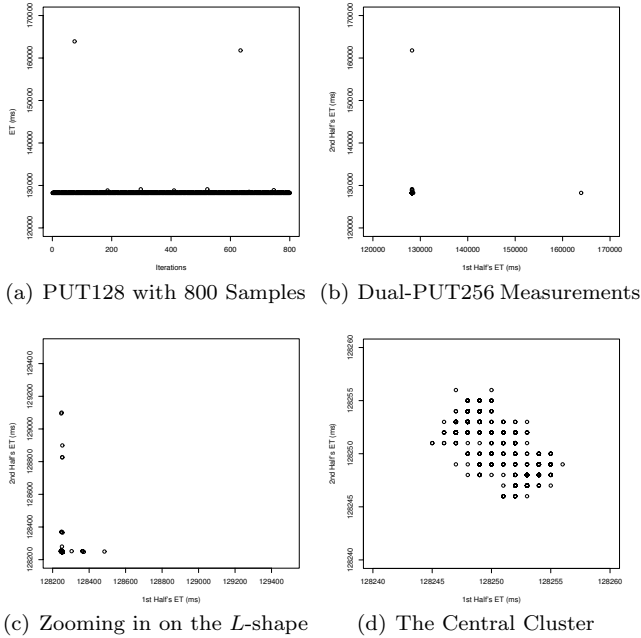 170000
160000
150000
140000
130000
120000
ET (ms)
0 200 400 600 800
Iterations
(a) PUT128 with 800 Samples
170000
160000
150000
140000
130000
120000
2nd Half's ET (ms)
120000 130000 140000 150000 160000 170000
1st Half's ET (ms)
(b) Dual-PUT256 Measurements
129400
129200
129000
128800
128600
128400
128200
2nd Half's ET (ms)
128200 128400 128600 128800 129000 129200 129400
1st Half's ET (ms)
(c) Zooming in on the L-shape
128260
128255
128250
128245
128240
2nd Half's ET (ms)
128240 128245 128250 128255 128260
1st Half's ET (ms)
(d) The Central Cluster